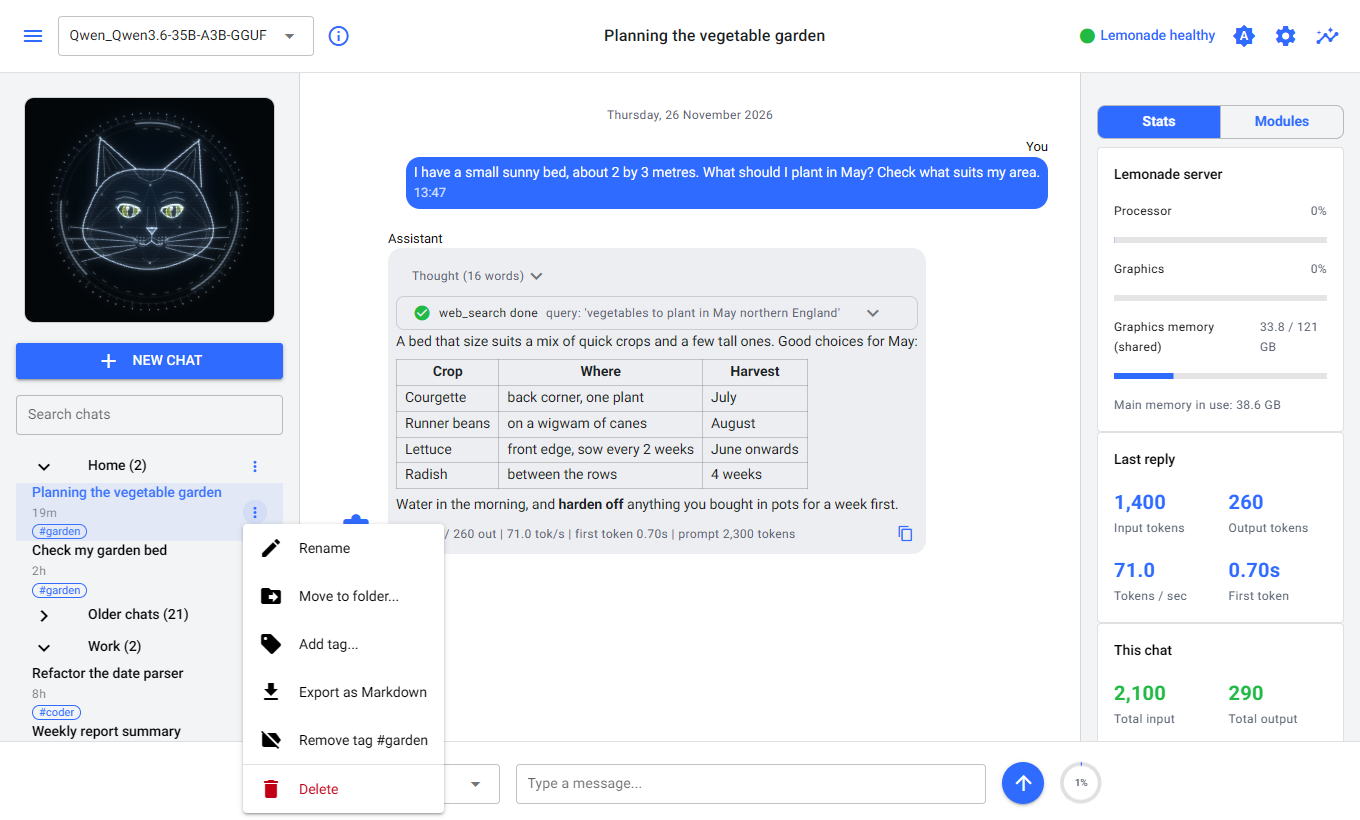 Qwen_Qwen3.6-35B-A3B-GGUF
Planning the vegetable garden
Lemonade healthy
A
NEW CHAT
Search chats
Home (2)
Planning the vegetable garden
19m
#garden
Check my garden bed
2h
#garden
Older chats (21)
Work (2)
Refactor the date parser
8h
#coder
Weekly report summary
Rename
Move to folder...
Add tag...
Export as Markdown
Remove tag #garden
Delete
Thursday, 26 November 2026
You
I have a small sunny bed, about 2 by 3 metres. What should I plant in May? Check what suits my area.
13:47
Assistant
Thought (16 words)
web_search done query: 'vegetables to plant in May northern England'
A bed that size suits a mix of quick crops and a few tall ones. Good choices for May:
Crop Where Harvest
Courgette back corner, one plant July
Runner beans on a wigwam of canes August
Lettuce front edge, sow every 2 weeks June onwards
Radish between the rows 4 weeks
Water in the morning, and harden off anything you bought in pots for a week first.
/ 260 out | 71.0 tok/s | first token 0.70s | prompt 2,300 tokens
Type a message...
1%
Stats Modules
Lemonade server
Processor 0%
Graphics 0%
Graphics memory 33.8 / 121
(shared) GB
Main memory in use: 38.6 GB
Last reply
1,400 260
Input tokens Output tokens
71.0 0.70s
Tokens / sec First token
This chat
2,100 290
Total input Total output